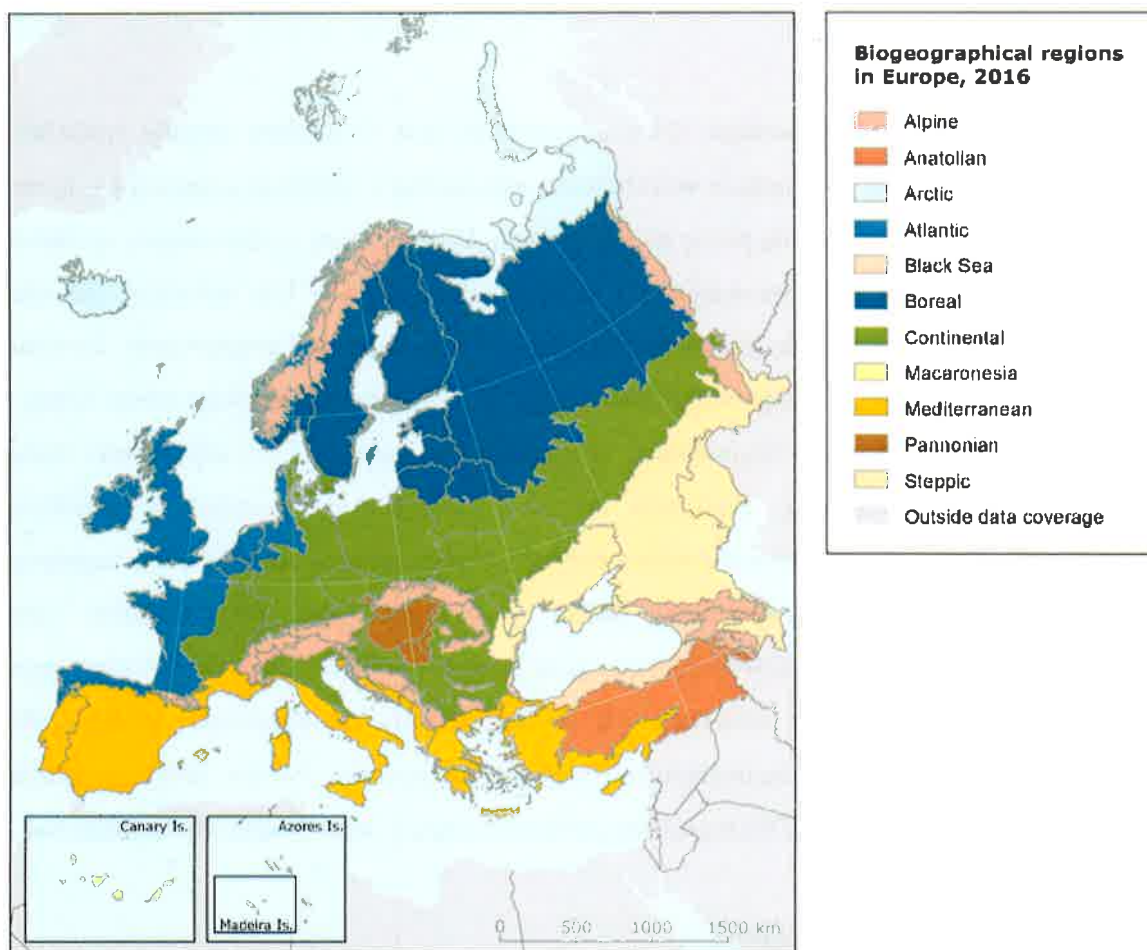 Biogeographical regions
in Europe, 2016
Alpine
Anatolian
Arctic
Atlantic
Black Sea
Boreal
Continental
Macaronesia
Mediterranean
Pannonian
Steppic
Outside data coverage
Canary Is.
Azores Is.
Madeira Is.
0 500 1000 1500 km